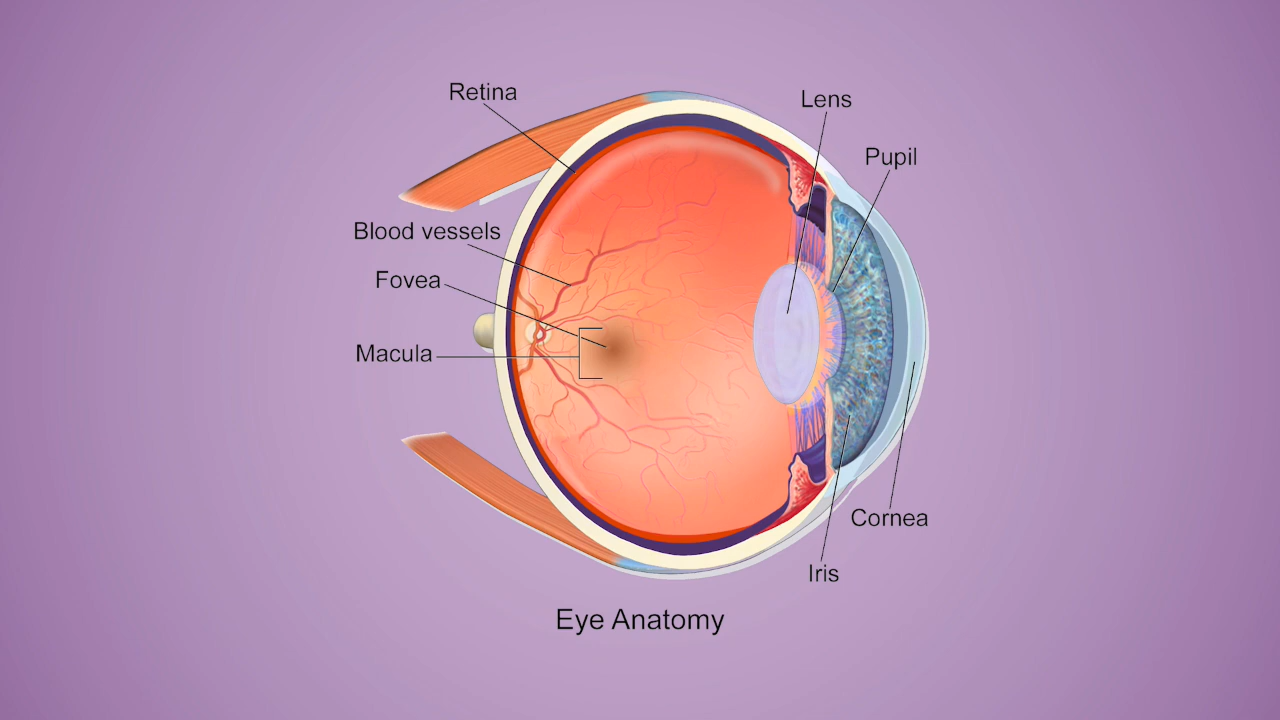 Retina
Lens
Pupil
Blood vessels
Fovea
Macula
Cornea
Iris
Eye Anatomy